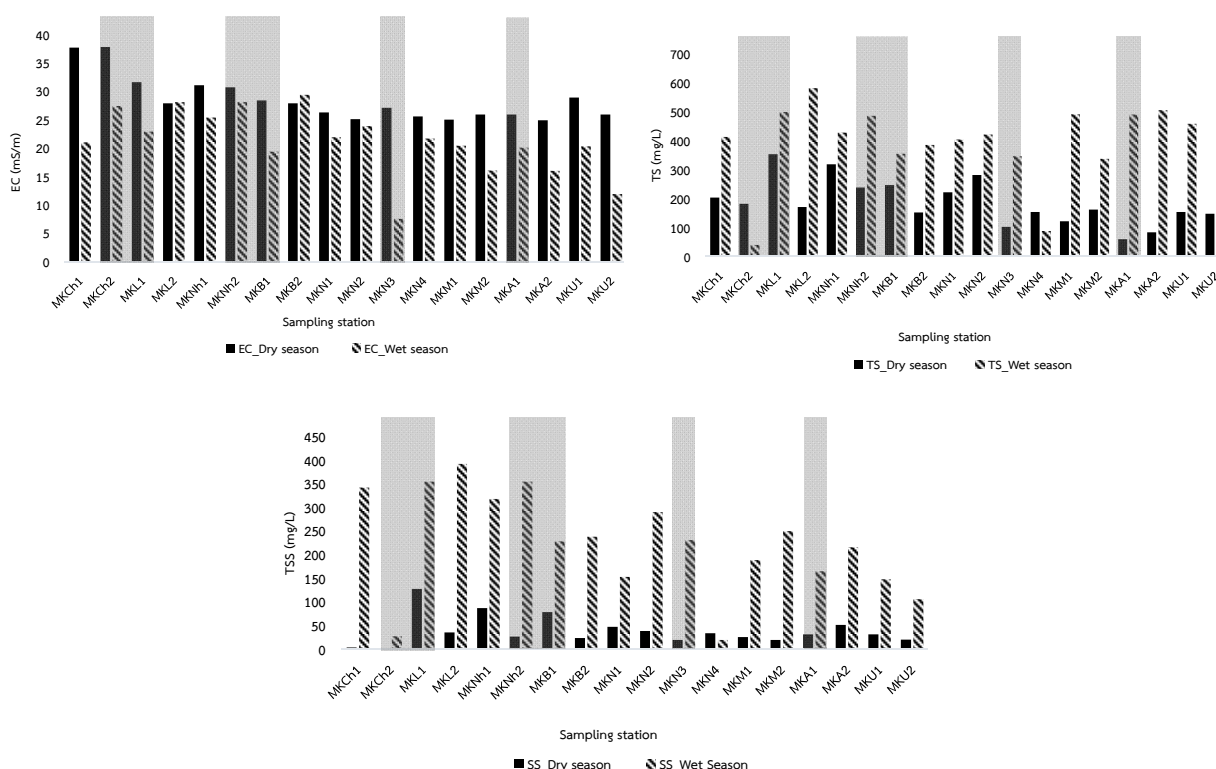 40
35
30
25
20
15
10
5
0
EC (mS/m)
MKCh1
MKCh2
MKL1
MKL2
MKNh1
MKNh2
MKB1
MKB2
MKN1
MKN2
MKN3
MKN4
MKM1
MKM2
MKA1
MKA2
MKU1
MKU2
Sampling station
EC_Dry season EC_Wet season
700
600
500
400
300
200
100
0
TS (mg/L)
MKCh1
MKCh2
MKL1
MKL2
MKNh1
MKNh2
MKB1
MKB2
MKN1
MKN2
MKN3
MKN4
MKM1
MKM2
MKA1
MKA2
MKU1
MKU2
Sampling station
TS_Dry season TS_Wet season
450
400
350
300
250
200
150
100
50
0
TSS (mg/L)
MKCh1
MKCh2
MKL1
MKL2
MKNh1
MKNh2
MKB1
MKB2
MKN1
MKN2
MKN3
MKN4
MKM1
MKM2
MKA1
MKA2
MKU1
MKU2
Sampling station
SS_Dry season SS_Wet Season